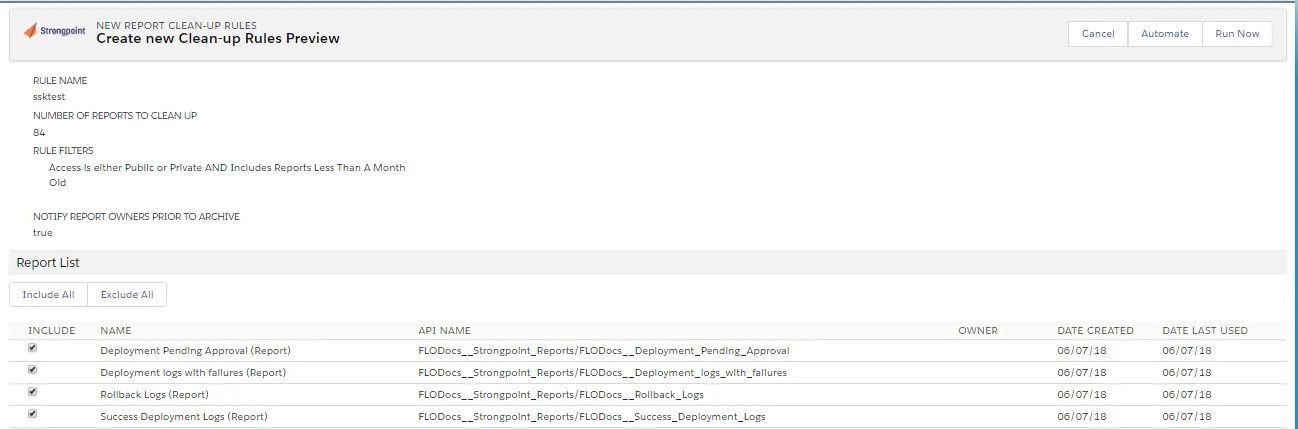 Strongpoint
NEW REPORT CLEAN-UP RULES
Create new Clean-up Rules Preview
Cancel Automate Run Now
RULE NAME
ssktest
NUMBER OF REPORTS TO CLEAN UP
84
RULE FILTERS
Access is either Public or Private AND Includes Reports Less Than A Month
Old
NOTIFY REPORT OWNERS PRIOR TO ARCHIVE
true
Report List
Include All Exclude All
INCLUDE NAME API NAME OWNER DATE CREATED DATE LAST USED
Deployment Pending Approval (Report) FLODocs__Strongpoint_Reports/FLODocs__Deployment_Pending_Approval 06/07/18 06/07/18
Deployment logs with failures (Report) FLODocs__Strongpoint_Reports/FLODocs__Deployment_logs_with_failures 06/07/18 06/07/18
Rollback Logs (Report) FLODocs__Strongpoint_Reports/FLODocs__Rollback_Logs 06/07/18 06/07/18
Success Deployment Logs (Report) FLODocs__Strongpoint_Reports/FLODocs__Success_Deployment_Logs 06/07/18 06/07/18